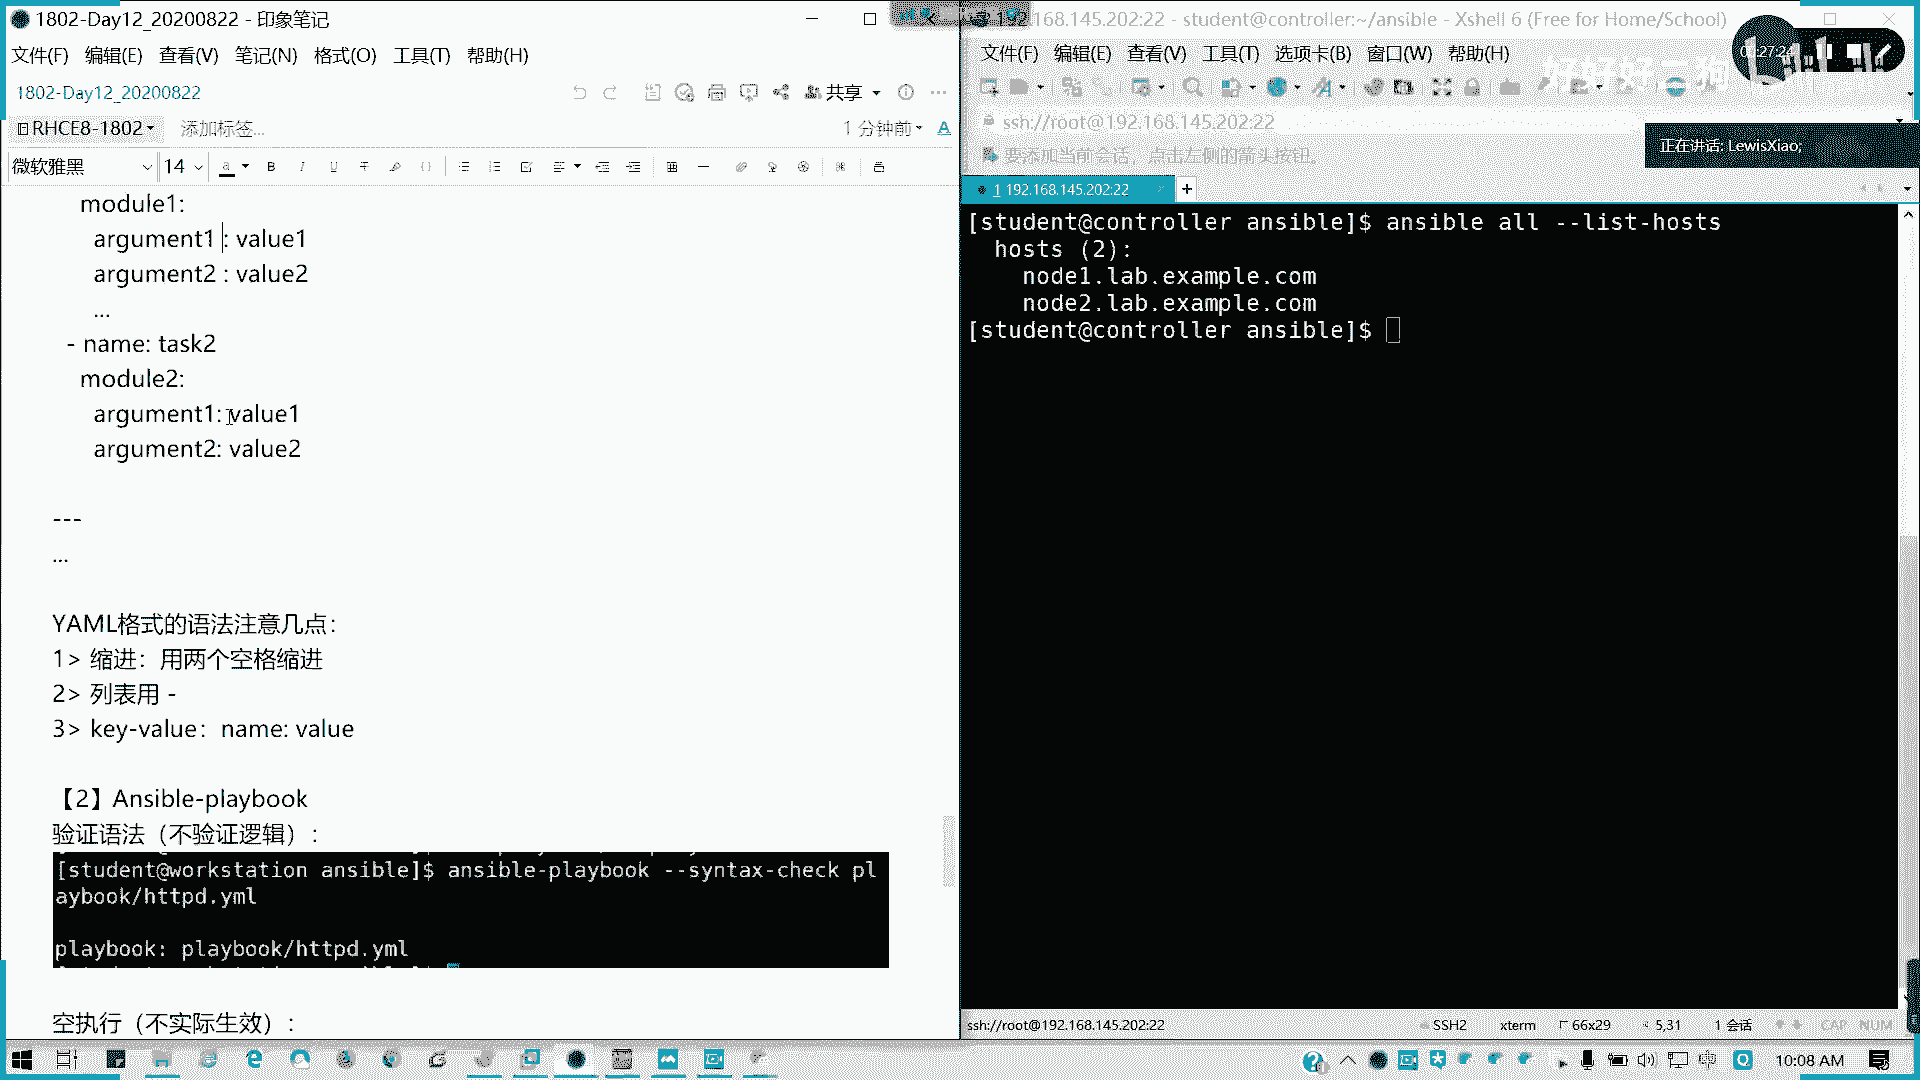 1802-Day12_20200822 - 印象笔记
文件(F) 编辑(E) 查看(V) 笔记(N) 格式(O) 工具(T) 帮助(H)
1802-Day12_20200822
共享
RHCE8-1802 添加标签...
1 分钟前
微软雅黑 14
module1:
argument1 : value1
argument2 : value2
...
- name: task2
module2:
argument1: value1
argument2: value2
---
...
YAML格式的语法注意几点：
1> 缩进：用两个空格缩进
2> 列表用 -
3> key-value：name: value
【2】Ansible-playbook
验证语法（不验证逻辑）：
[student@workstation ansible]$ ansible-playbook --syntax-check pl
aybook/httpd.yml
playbook: playbook/httpd.yml
空执行（不实际生效）：
192.168.145.202:22 - student@controller:~/ansible - Xshell 6 (Free for Home/School)
文件(F) 编辑(E) 查看(V) 工具(T) 选项卡(B) 窗口(W) 帮助(H)
好好好二狗
ssh://root@192.168.145.202:22
要添加当前会话，点击左侧的箭头按钮。
正在讲话: LewisXiao;
1 192.168.145.202:22
[student@controller ansible]$ ansible all --list-hosts
hosts (2):
node1.lab.example.com
node2.lab.example.com
[student@controller ansible]$
ssh://root@192.168.145.202:22 SSH2 xterm 66x29 5,31 1 会话 CAP NUM
中
10:08 AM